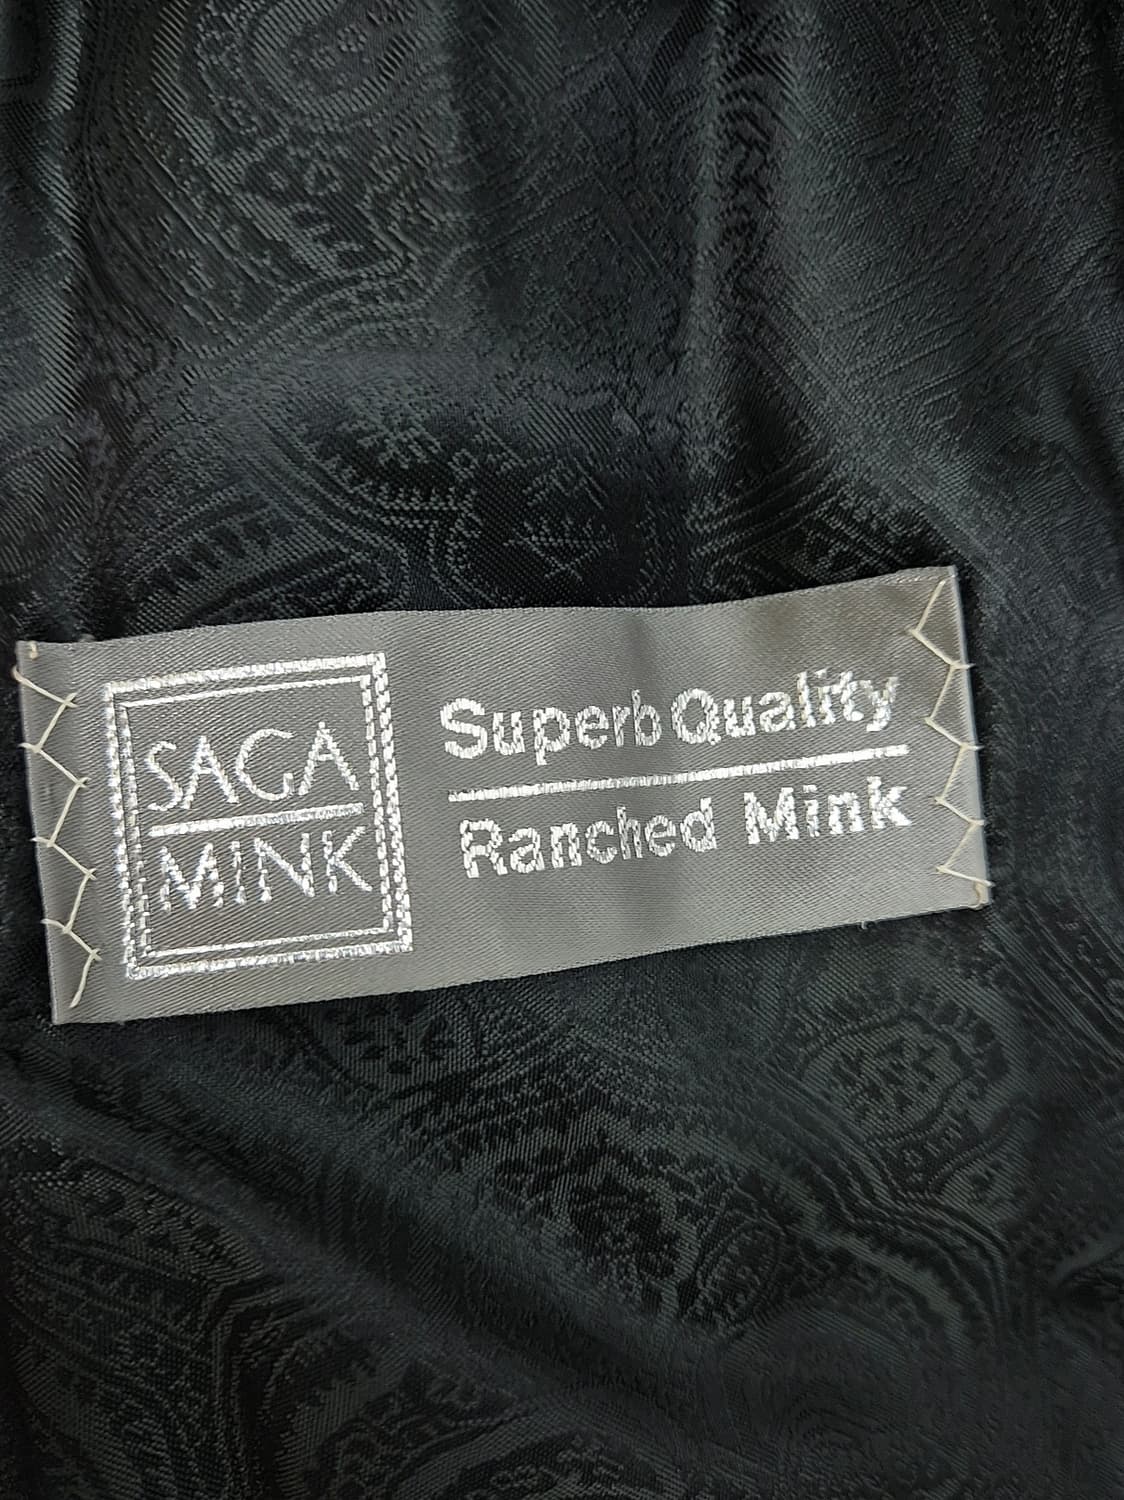 SAGA
MINK
Superb Quality
Ranched Mink